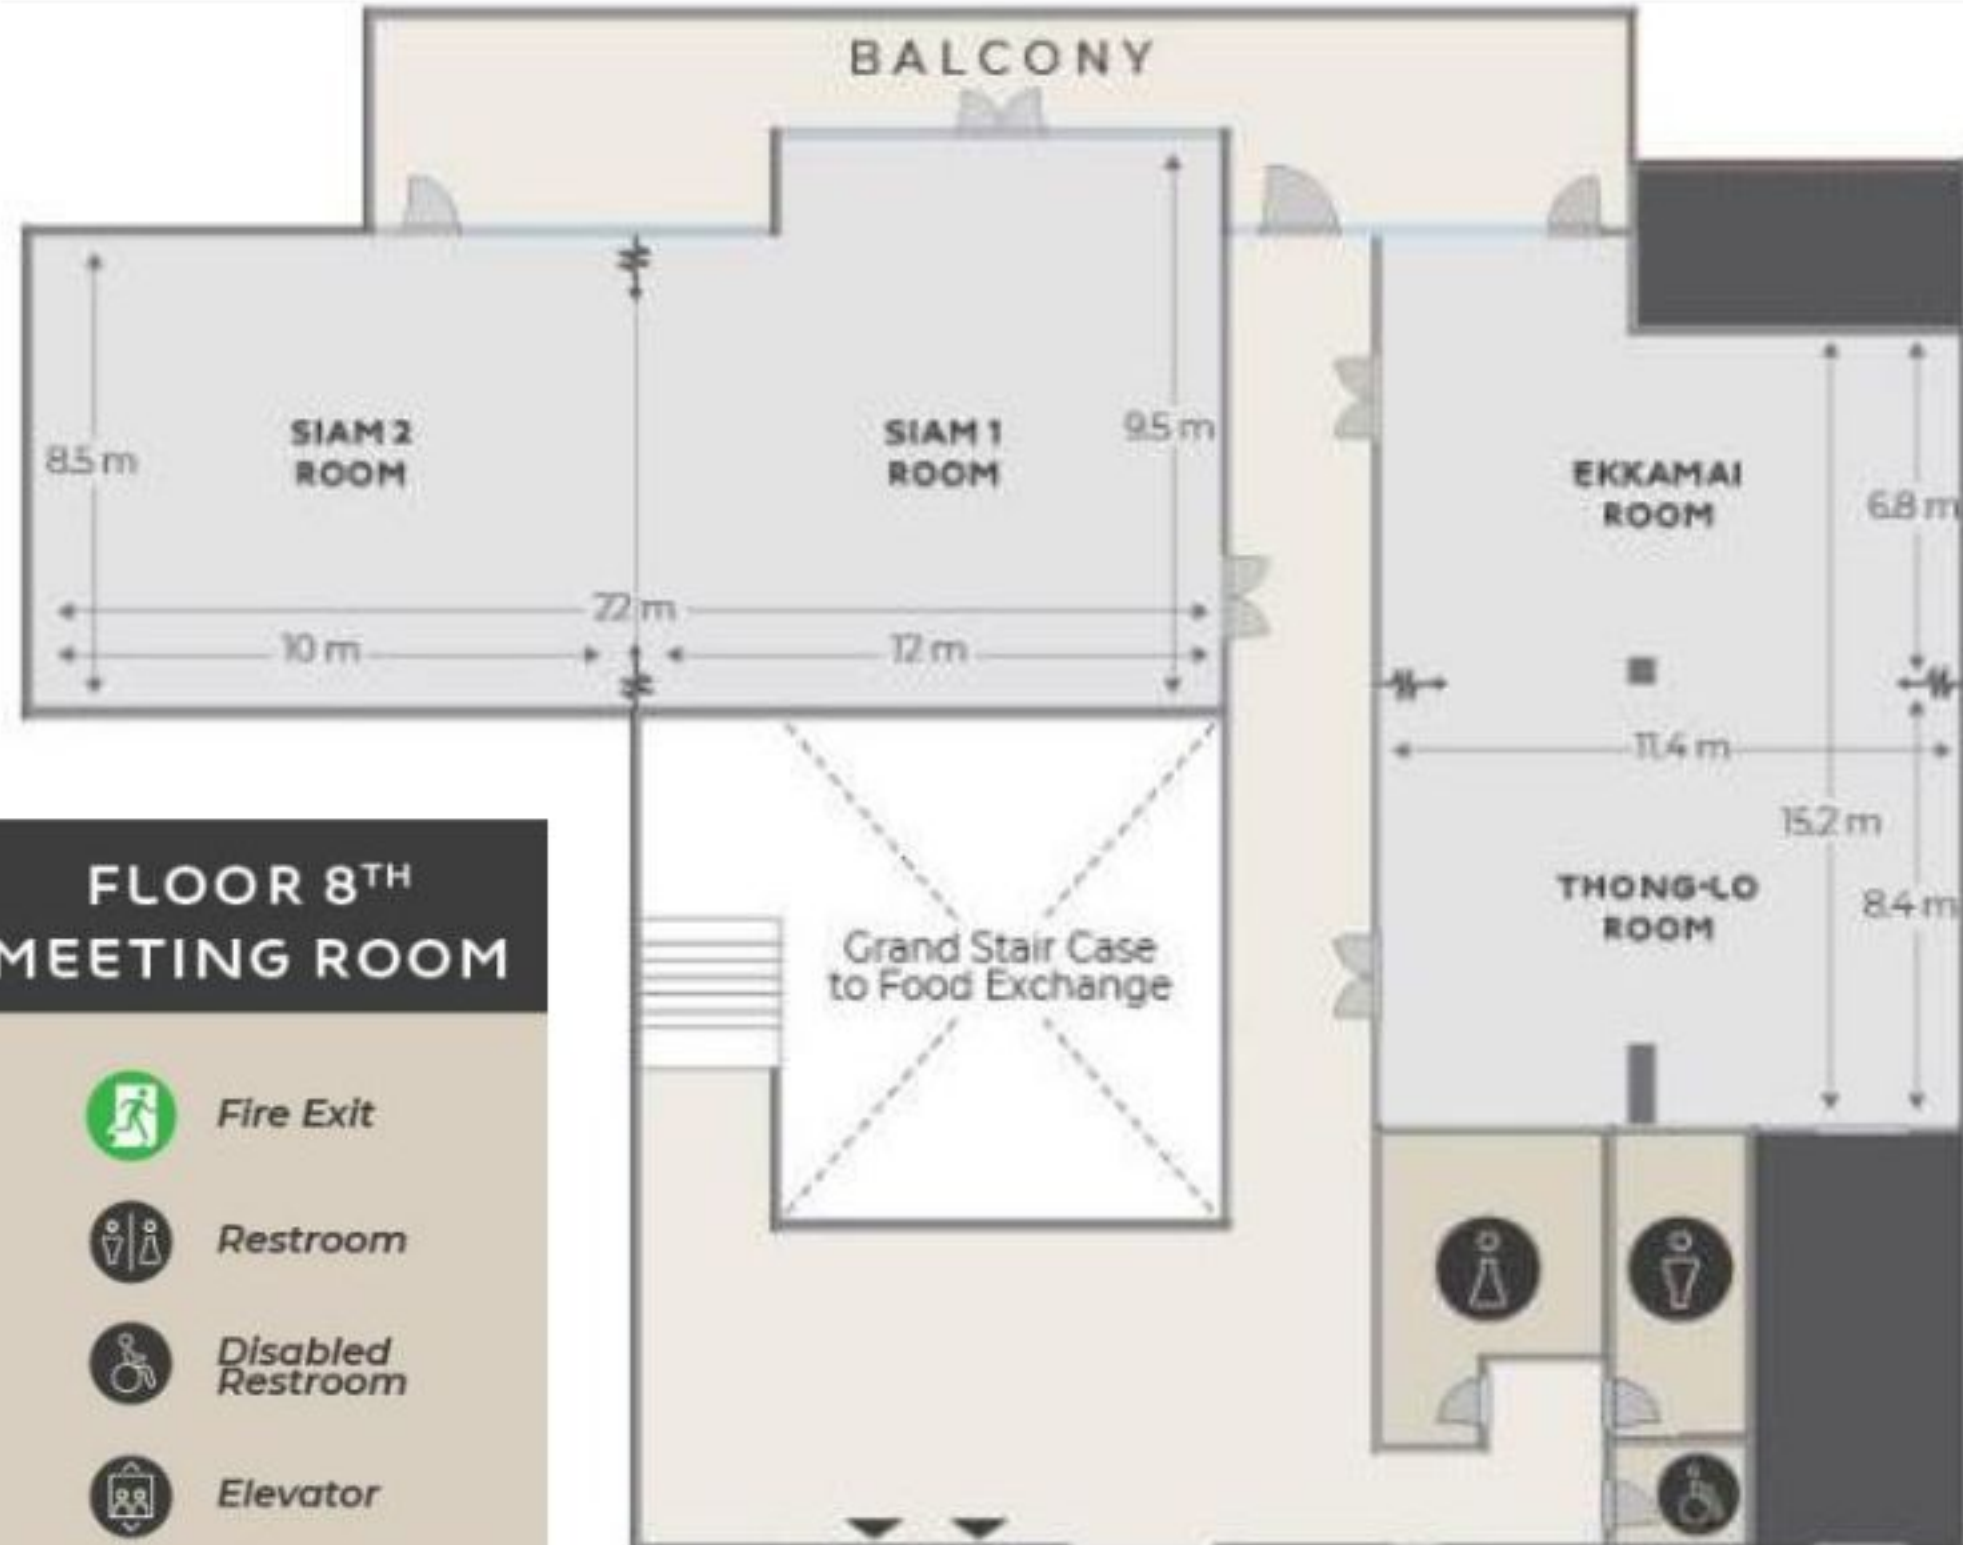 BALCONY
SIAM 2
ROOM
8.5 m
SIAM 1
ROOM
9.5 m
22 m
10 m
12 m
EKKAMAI
ROOM
6.8 m
11.4 m
15.2 m
THONG-LO
ROOM
8.4 m
Grand Stair Case
to Food Exchange
FLOOR 8TH
MEETING ROOM
Fire Exit
Restroom
Disabled
Restroom
Elevator